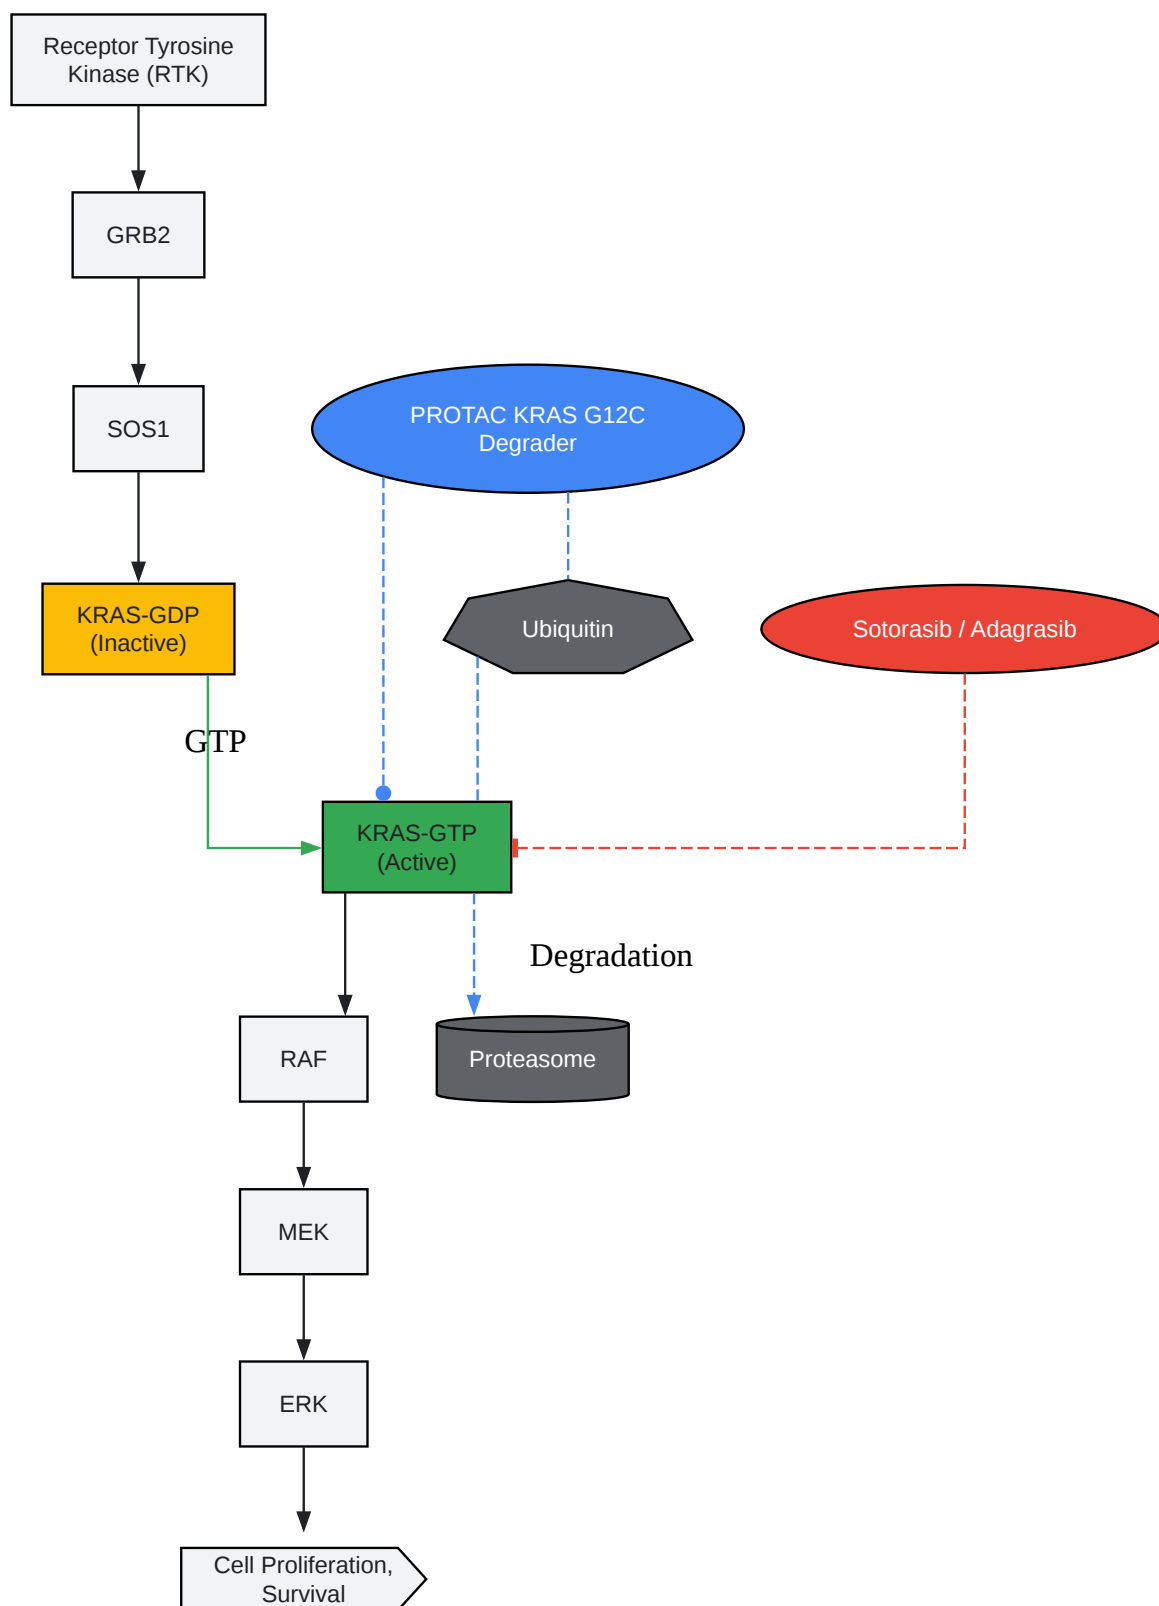 Receptor Tyrosine
Kinase (RTK)
GRB2
SOS1
PROTAC KRAS G12C
Degrader
KRAS-GDP
(Inactive)
Ubiquitin
Sotorasib / Adagrasib
GTP
KRAS-GTP
(Active)
Degradation
RAF
Proteasome
MEK
ERK
Cell Proliferation,
Survival